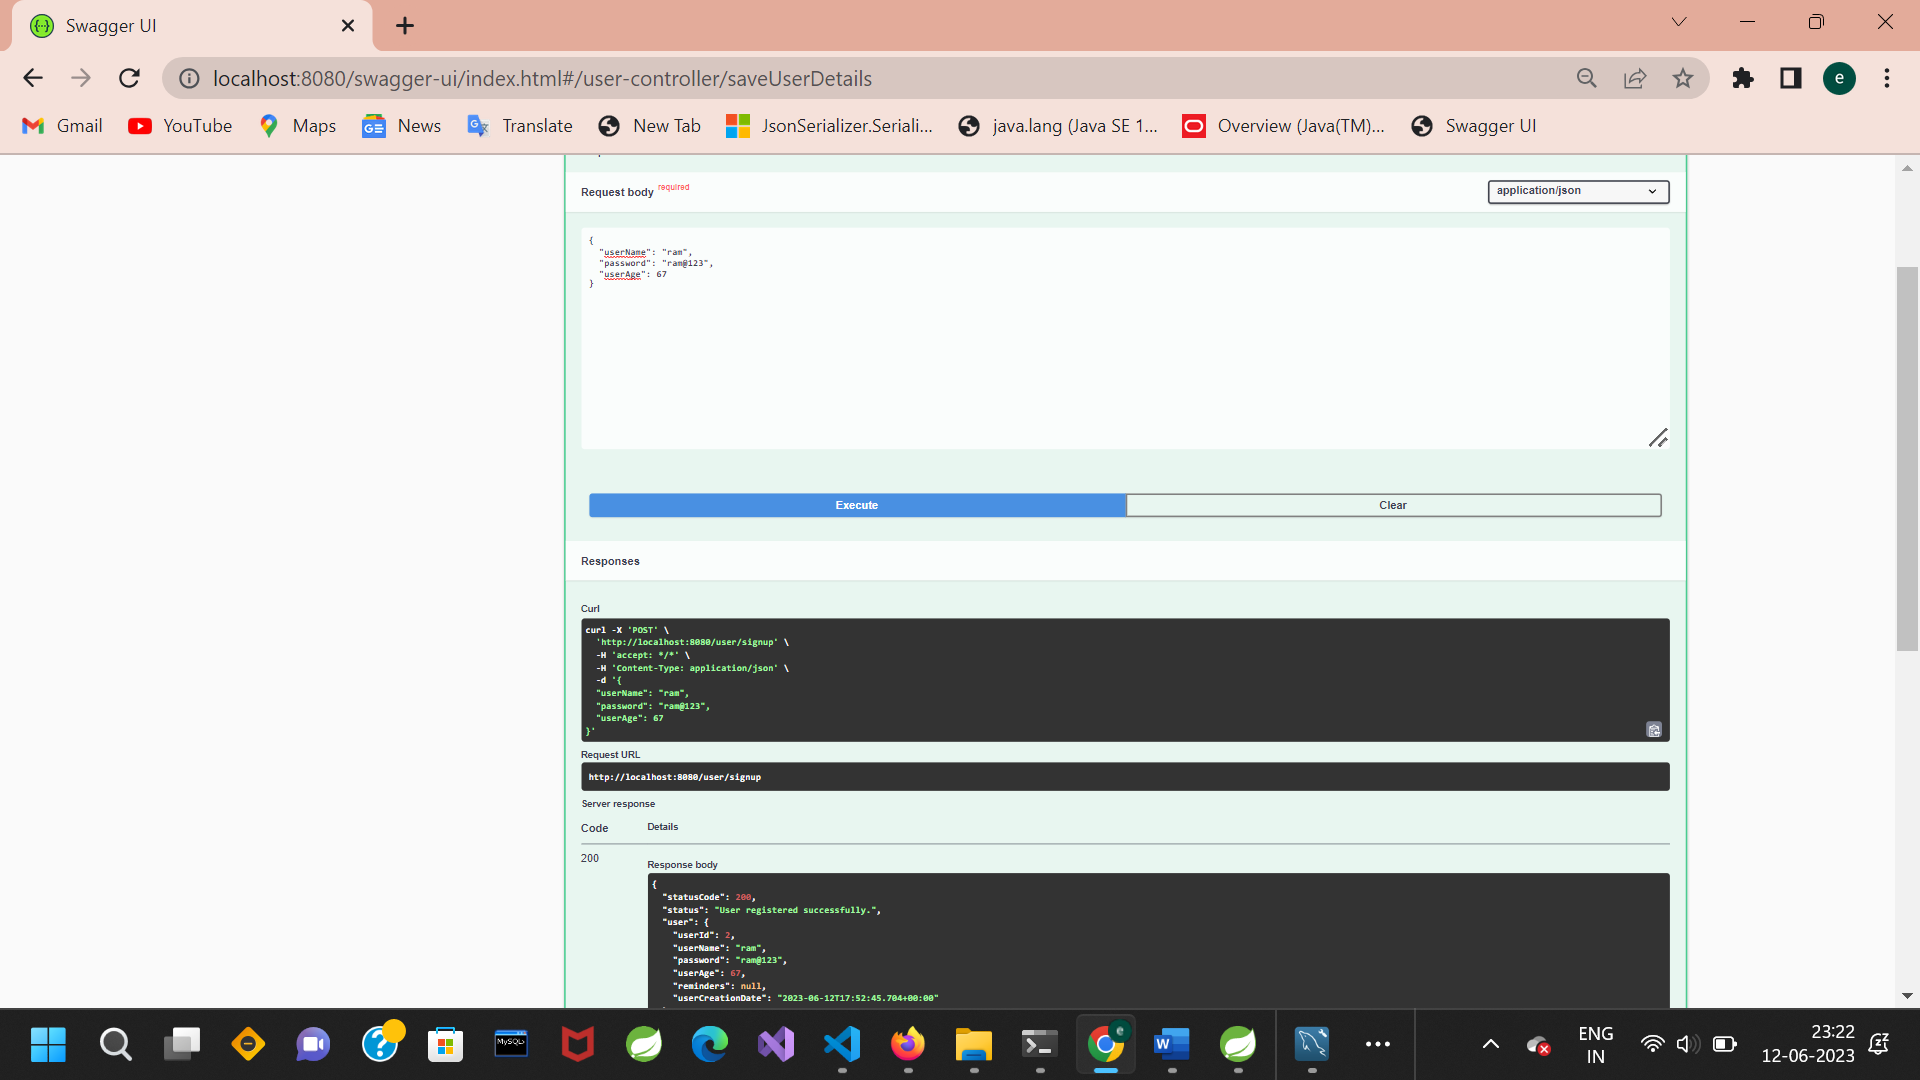 Swagger UI
localhost:8080/swagger-ui/index.html#/user-controller/saveUserDetails
e
Gmail YouTube Maps News Translate New Tab JsonSerializer.Seriali... java.lang (Java SE 1... Overview (Java(TM)... Swagger UI
Request body required
application/json
{
"userName": "ram",
"password": "ram@123",
"userAge": 67
}
Execute Clear
Responses
Curl
curl -X 'POST' \
'http://localhost:8080/user/signup' \
-H 'accept: */*' \
-H 'Content-Type: application/json' \
-d '{
"userName": "ram",
"password": "ram@123",
"userAge": 67
}'
Request URL
http://localhost:8080/user/signup
Server response
Code Details
200
Response body
{
"statusCode": 200,
"status": "User registered successfully.",
"user": {
"userId": 2,
"userName": "ram",
"password": "ram@123",
"userAge": 67,
"reminders": null,
"userCreationDate": "2023-06-12T17:52:45.704+00:00"
MySQL>
ENG
IN
23:22
12-06-2023